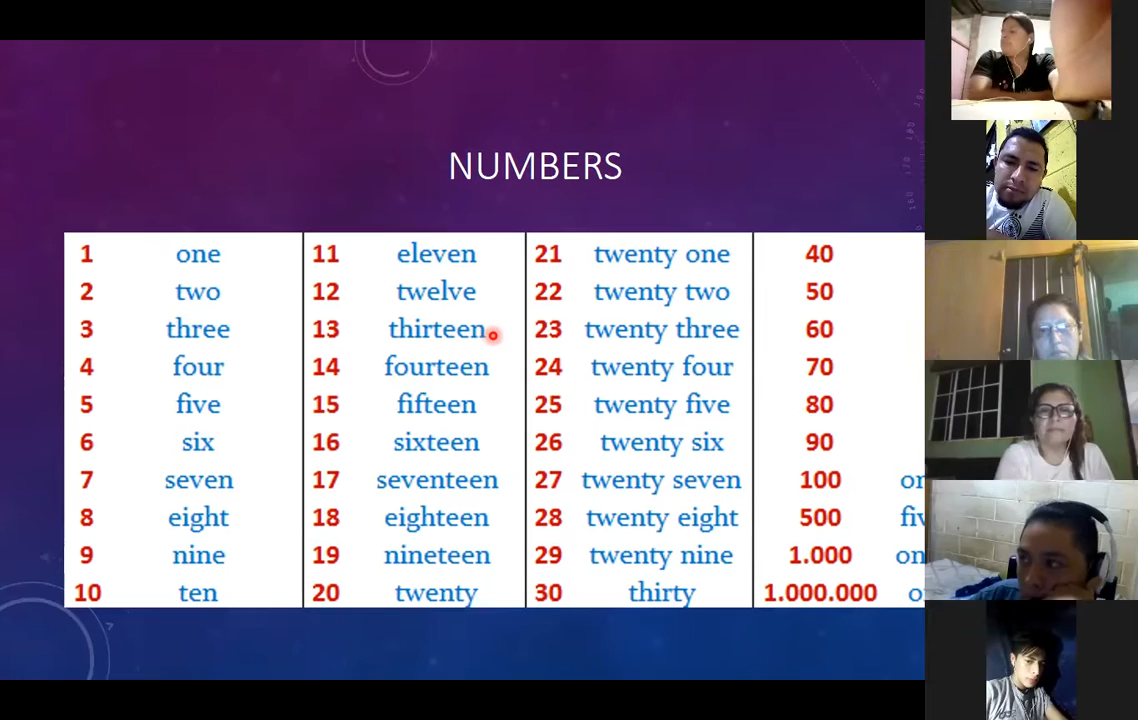 NUMBERS
1 one 11 eleven 21 twenty one 40
2 two 12 twelve 22 twenty two 50
3 three 13 thirteen 23 twenty three 60
4 four 14 fourteen 24 twenty four 70
5 five 15 fifteen 25 twenty five 80
6 six 16 sixteen 26 twenty six 90
7 seven 17 seventeen 27 twenty seven 100
8 eight 18 eighteen 28 twenty eight 500
9 nine 19 nineteen 29 twenty nine 1.000
10 ten 20 twenty 30 thirty 1.000.000